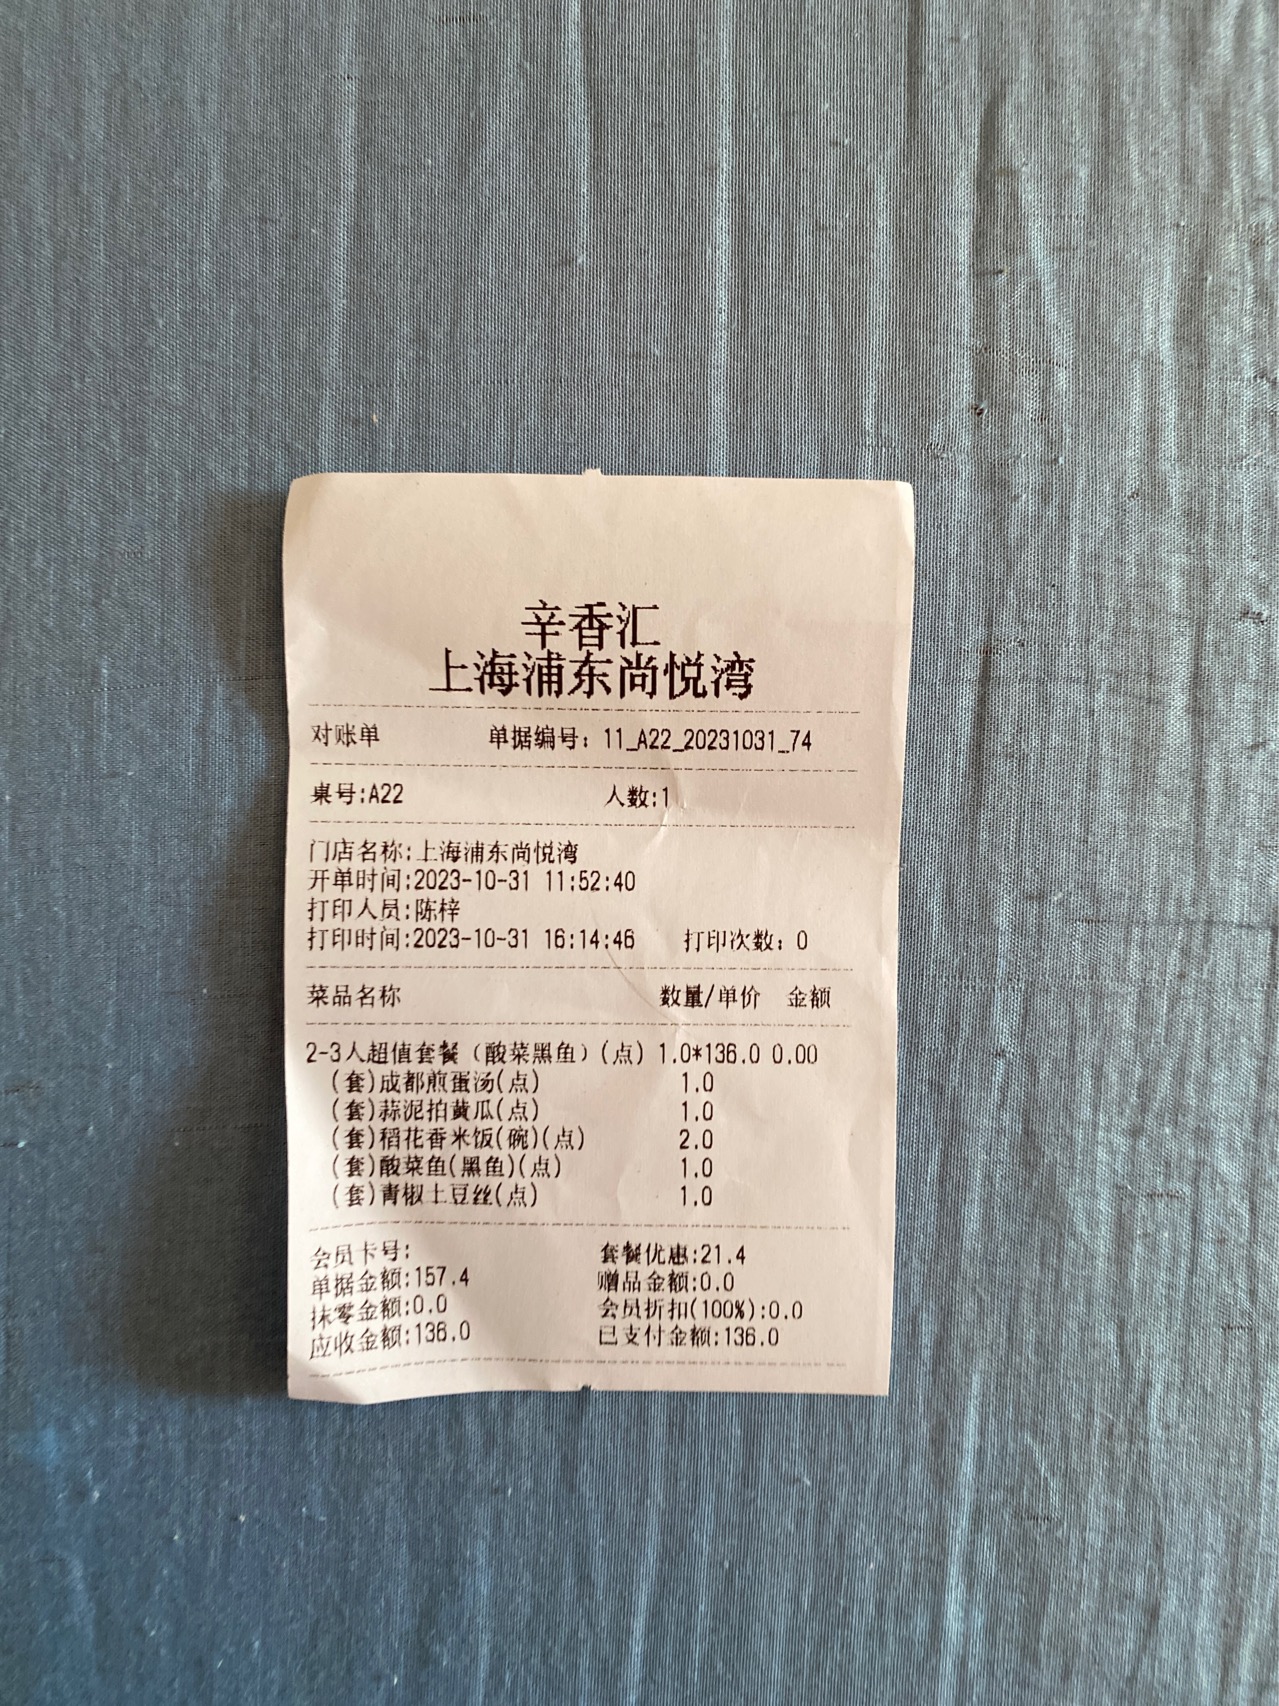 辛香汇
上海浦东尚悦湾
对账单 单据编号: 11_A22_20231031_74
桌号:A22 人数:1
门店名称:上海浦东尚悦湾
开单时间:2023-10-31 11:52:40
打印人员:陈梓
打印时间:2023-10-31 16:14:46 打印次数: 0
菜品名称 数量/单价 金额
2-3人超值套餐（酸菜黑鱼）(点) 1.0*136.0 0.00
(套)成都煎蛋汤(点) 1.0
(套)蒜泥拍黄瓜(点) 1.0
(套)稻花香米饭(碗)(点) 2.0
(套)酸菜鱼(黑鱼)(点) 1.0
(套)青椒土豆丝(点) 1.0
会员卡号: 套餐优惠:21.4
单据金额:157.4 赠品金额:0.0
抹零金额:0.0 会员折扣(100%):0.0
应收金额:136.0 已支付金额:136.0